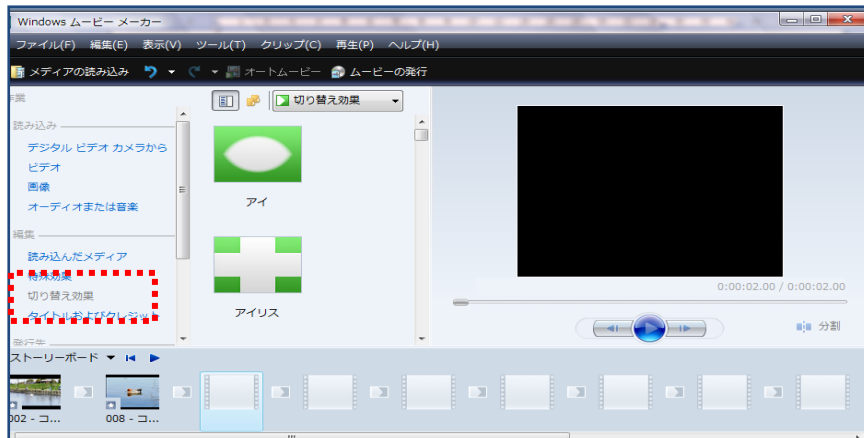 Windows ムービー メーカー
ファイル(F) 編集(E) 表示(V) ツール(T) クリップ(C) 再生(P) ヘルプ(H)
メディアの読み込み オートムービー ムービーの発行
業
切り替え効果
読み込み
デジタル ビデオ カメラから
ビデオ
画像
オーディオまたは音楽
編集
読み込んだメディア
特殊効果
切り替え効果
タイトルおよびクレジット
発行先
アイ
アイリス
0:00:02.00 / 0:00:02.00
分割
ストーリーボード
002 - コ...
008 - コ...